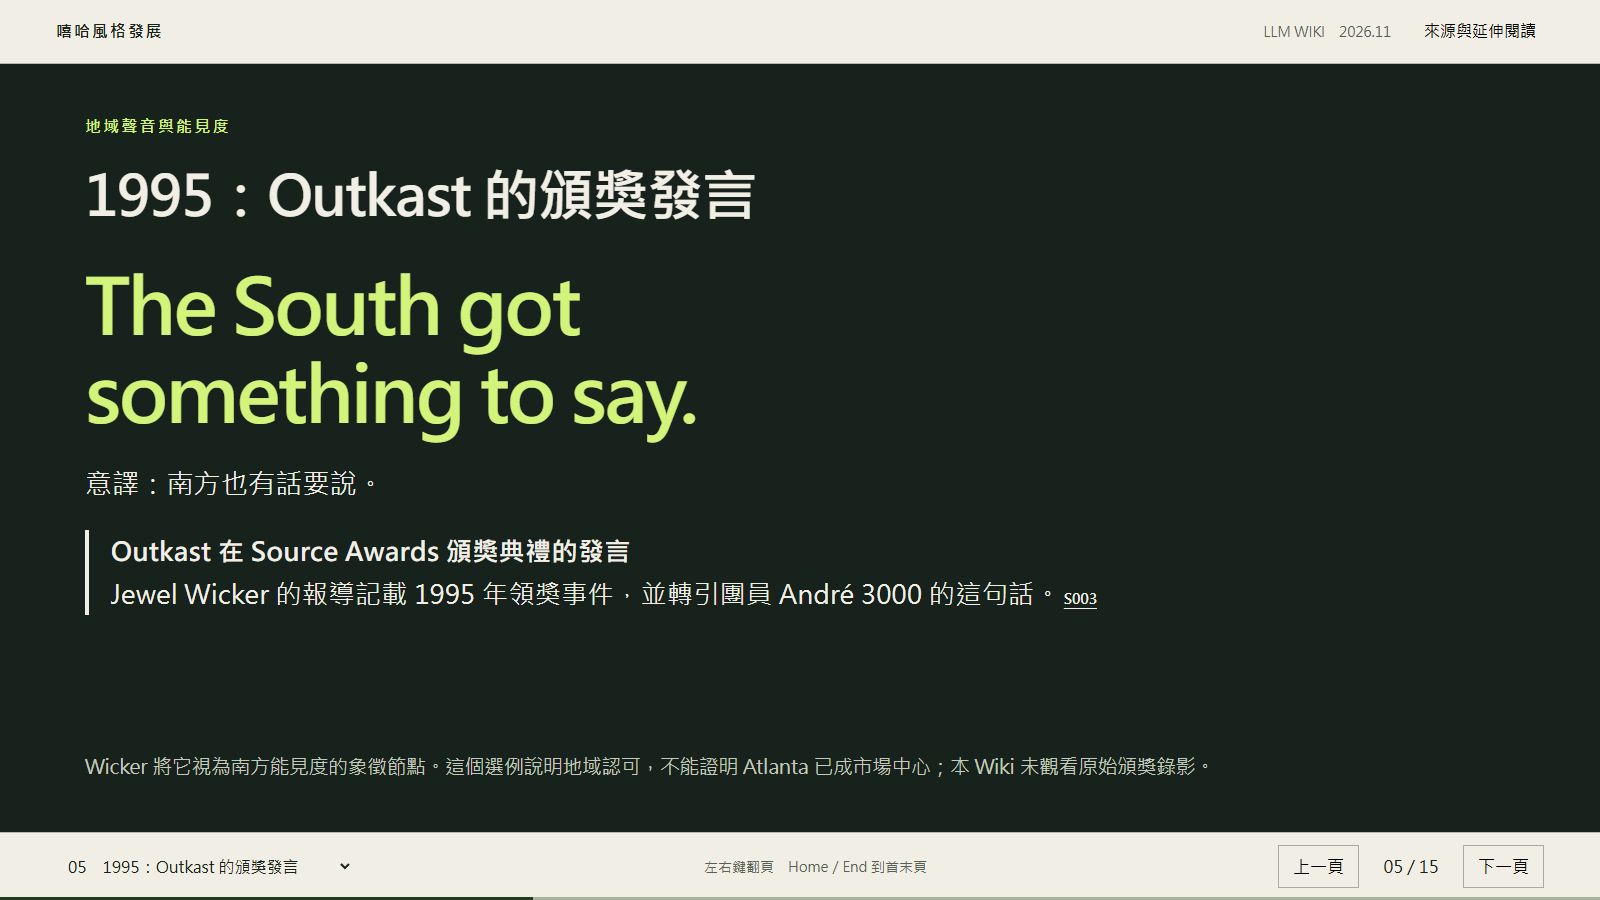 嘻哈風格發展
LLM WIKI 2026.11 來源與延伸閱讀
地域聲音與能見度
1995：Outkast 的頒獎發言
The South got
something to say.
意譯：南方也有話要說。
Outkast 在 Source Awards 頒獎典禮的發言
Jewel Wicker 的報導記載 1995 年領獎事件，並轉引團員 André 3000 的這句話。 S003
Wicker 將它視為南方能見度的象徵節點。這個選例說明地域認可，不能證明 Atlanta 已成市場中心；本 Wiki 未觀看原始頒獎錄影。
05 1995：Outkast 的頒獎發言
左右鍵翻頁 Home / End 到首末頁
上一頁 05 / 15 下一頁